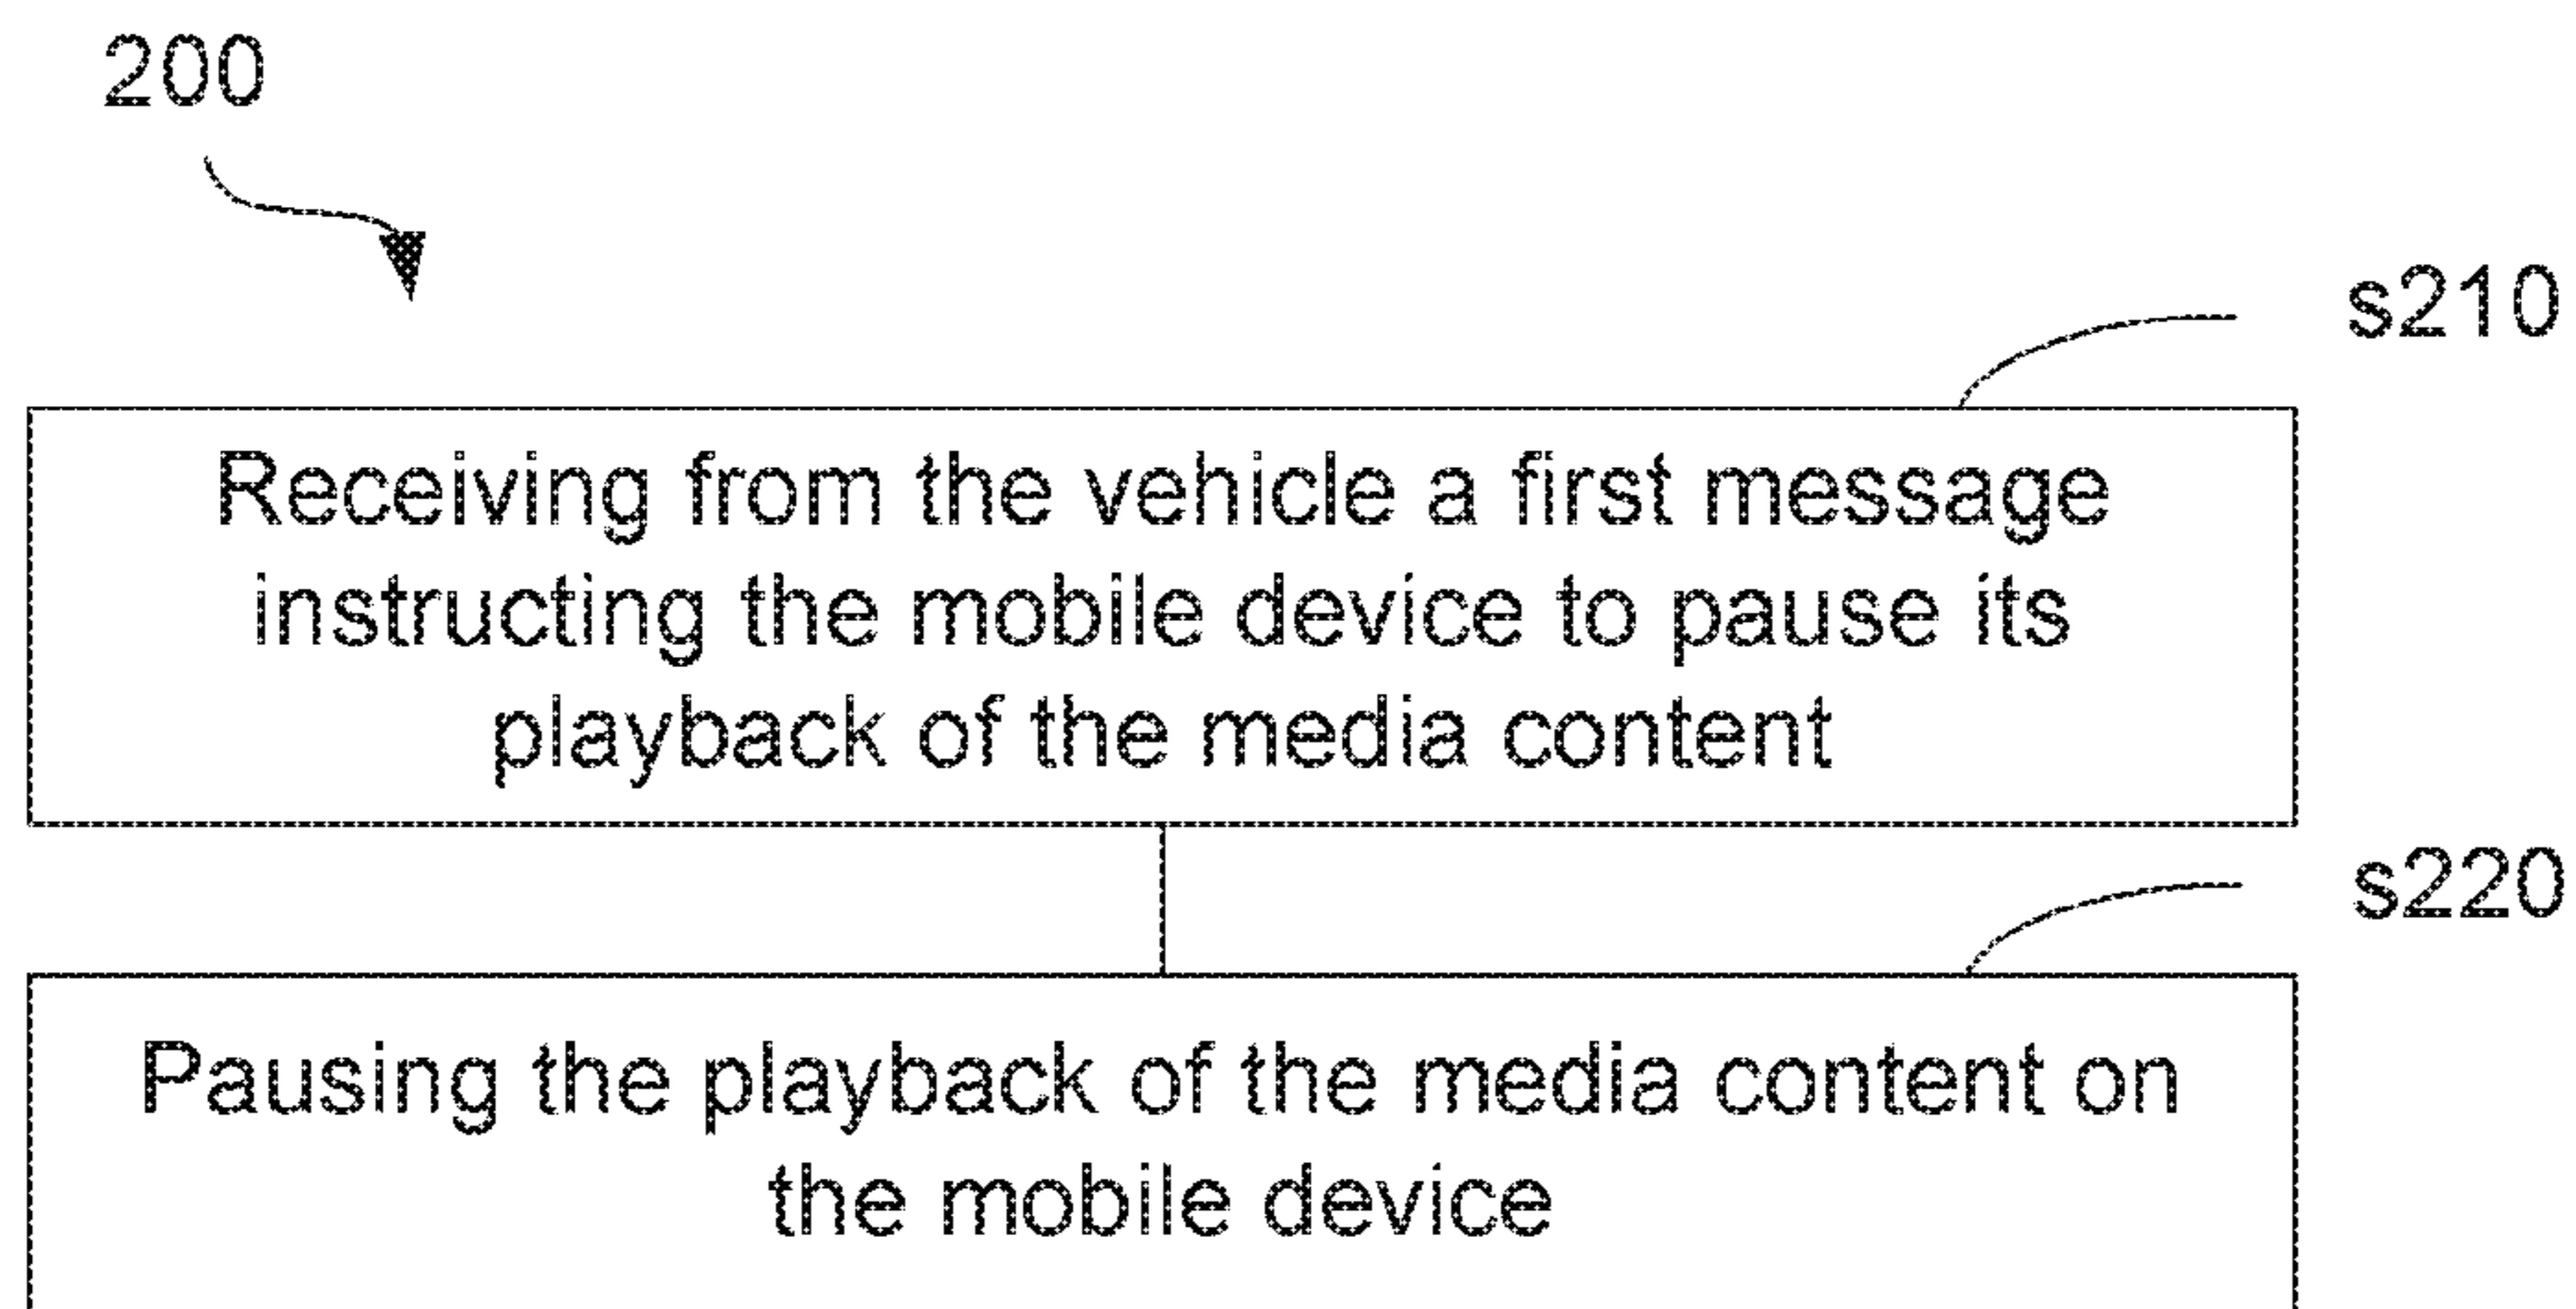 200
s210
Receiving from the vehicle a first message
instructing the mobile device to pause its
playback of the media content
s220
Pausing the playback of the media content on
the mobile device